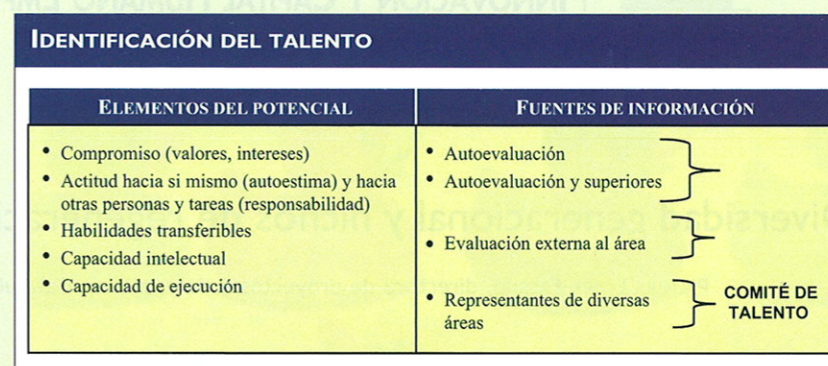 IDENTIFICACIÓN DEL TALENTO
ELEMENTOS DEL POTENCIAL
• Compromiso (valores, intereses)
• Actitud hacia si mismo (autoestima) y hacia
otras personas y tareas (responsabilidad)
• Habilidades transferibles
• Capacidad intelectual
• Capacidad de ejecución
FUENTES DE INFORMACIÓN
• Autoevaluación
• Autoevaluación y superiores
• Evaluación externa al área
• Representantes de diversas
áreas
COMITÉ DE
TALENTO